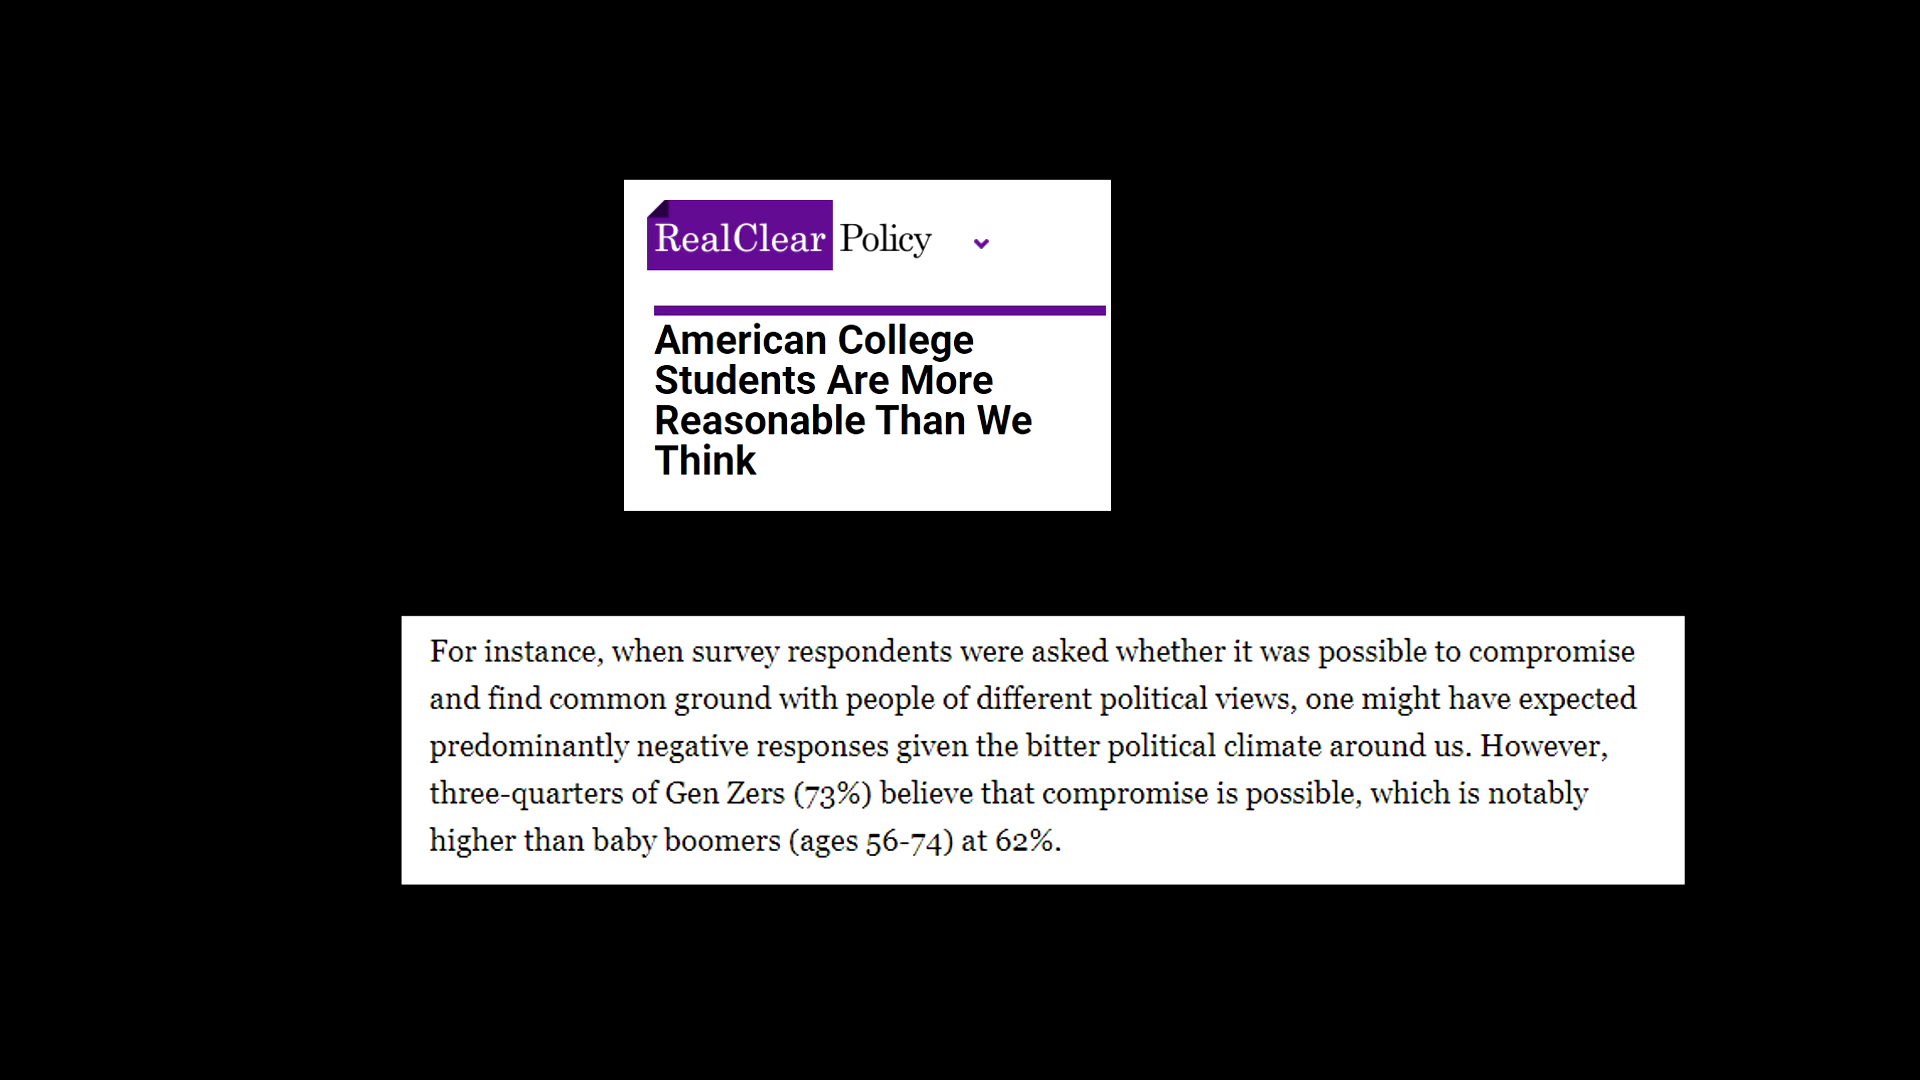 RealClear Policy
American College
Students Are More
Reasonable Than We
Think
For instance, when survey respondents were asked whether it was possible to compromise
and find common ground with people of different political views, one might have expected
predominantly negative responses given the bitter political climate around us. However,
three-quarters of Gen Zers (73%) believe that compromise is possible, which is notably
higher than baby boomers (ages 56-74) at 62%.